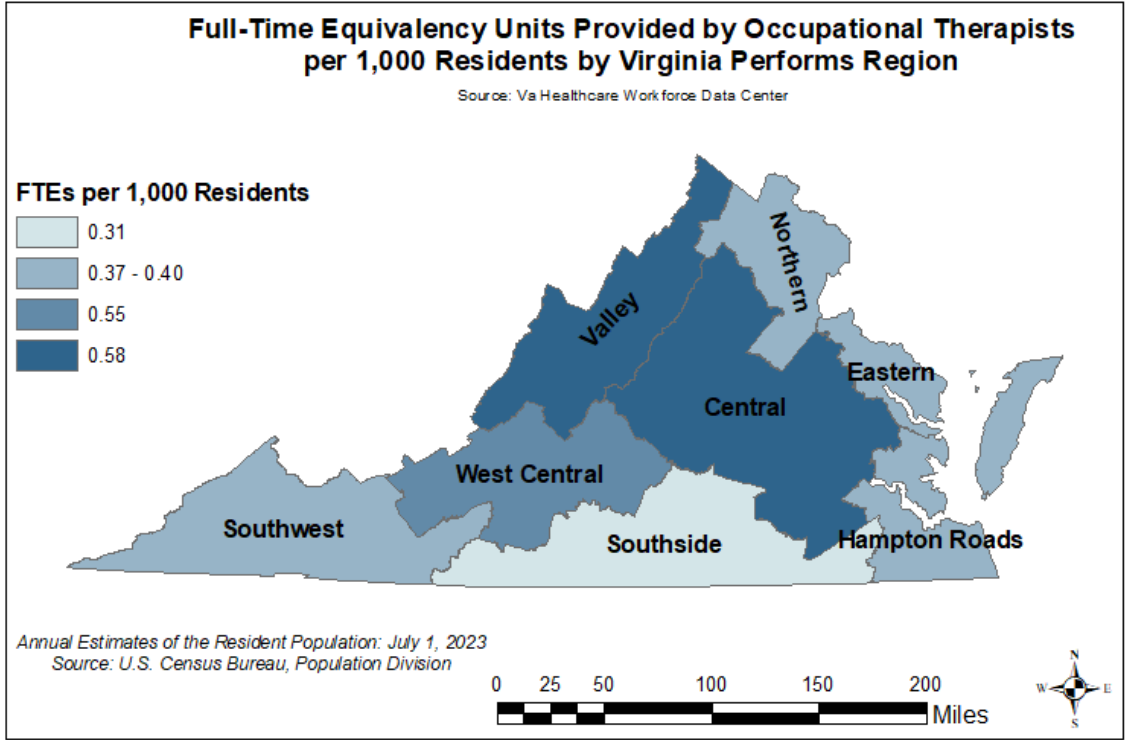 Full-Time Equivalency Units Provided by Occupational Therapists
per 1,000 Residents by Virginia Performs Region
Source: Va Healthcare Workforce Data Center
FTEs per 1,000 Residents
0.31
0.37 - 0.40
0.55
0.58
Northern
Valley
Eastern
Central
West Central
Southwest
Southside
Hampton Roads
Annual Estimates of the Resident Population: July 1, 2023
Source: U.S. Census Bureau, Population Division
0 25 50 100 150 200
Miles
N
W E
S